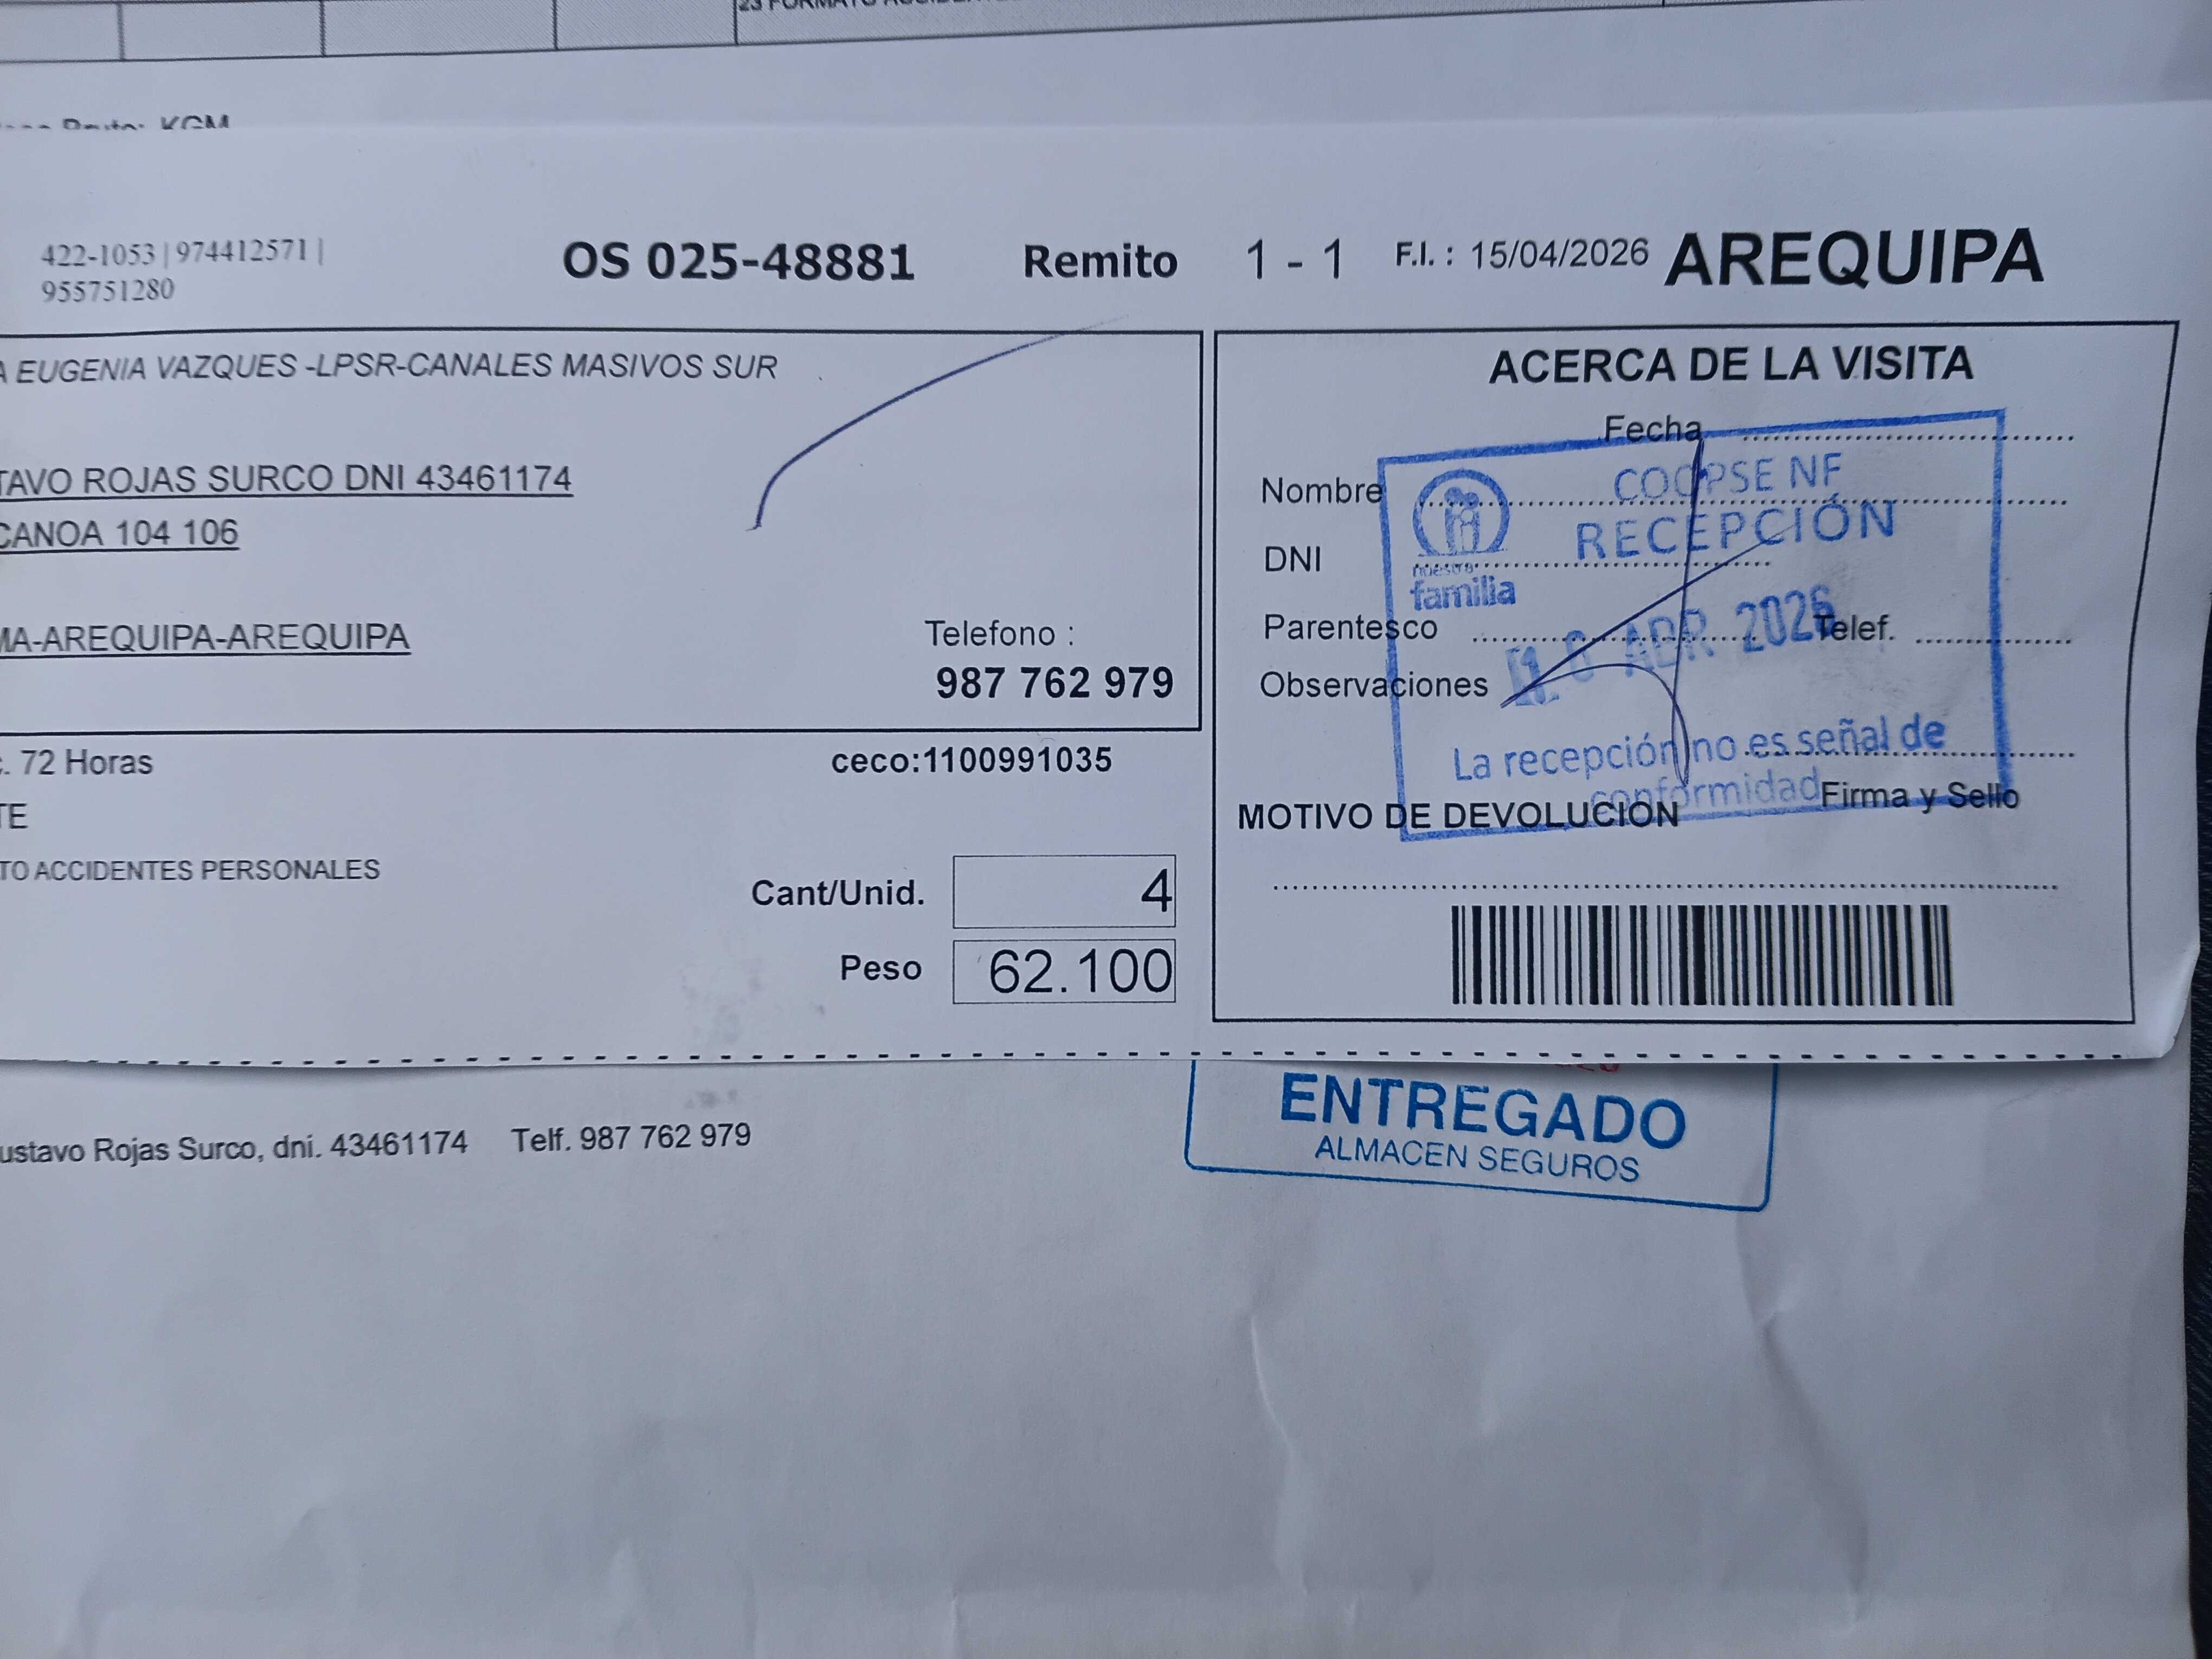 KGM
422-1053 | 974412571 |
955751280
OS 025-48881 Remito 1 - 1 F.I. : 15/04/2026 AREQUIPA
A EUGENIA VAZQUES -LPSR-CANALES MASIVOS SUR
TAVO ROJAS SURCO DNI 43461174
CANOA 104 106
MA-AREQUIPA-AREQUIPA
Telefono :
987 762 979
. 72 Horas
ceco:1100991035
TE
TO ACCIDENTES PERSONALES
Cant/Unid. 4
Peso 62.100
ACERCA DE LA VISITA
Fecha
Nombre
DNI
Parentesco
Telef.
Observaciones
Firma y Sello
MOTIVO DE DEVOLUCION
COOPSE NF
RECEPCIÓN
nuestra
familia
ABR 2026
La recepción no es señal de
conformidad
ENTREGADO
ALMACEN SEGUROS
ustavo Rojas Surco, dni. 43461174 Telf. 987 762 979